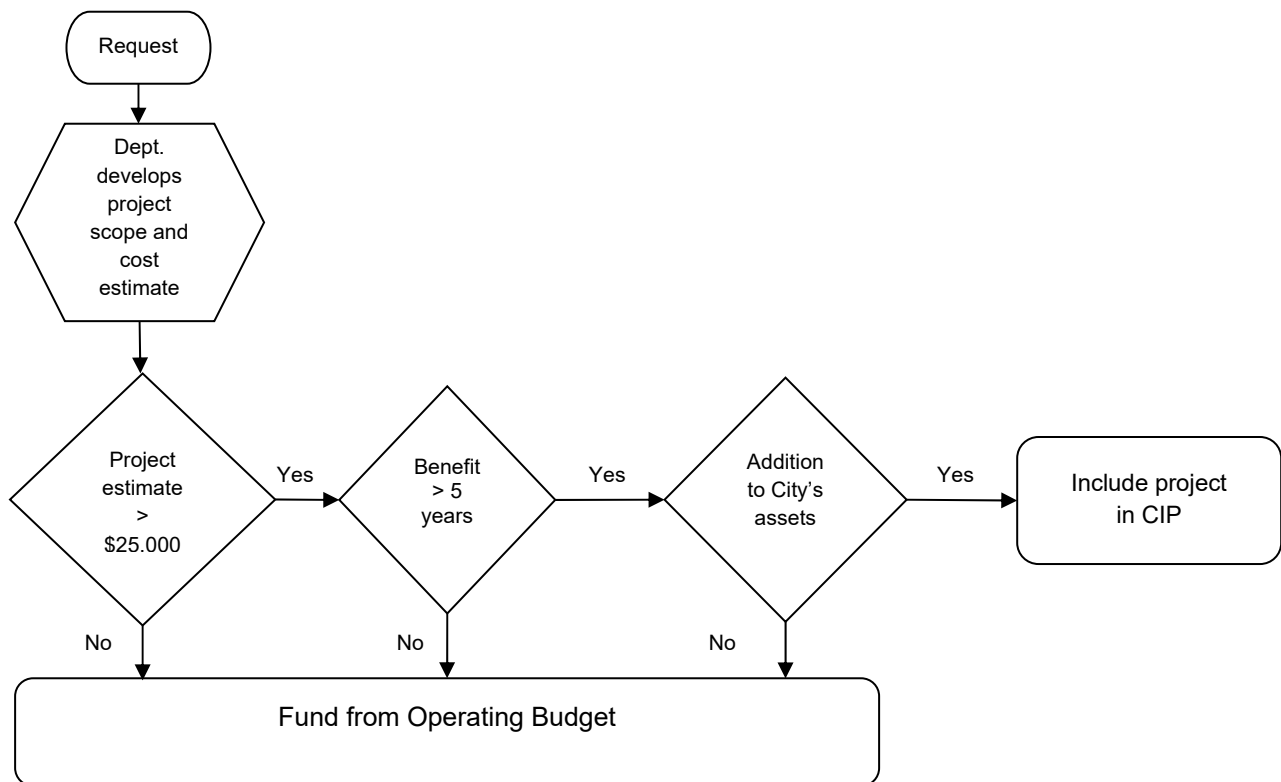 Request
Dept.
develops
project
scope and
cost
estimate
Project
estimate
>
$25.000
Yes
Benefit
> 5
years
Yes
Addition
to City’s
assets
Yes
Include project
in CIP
No
No
No
Fund from Operating Budget